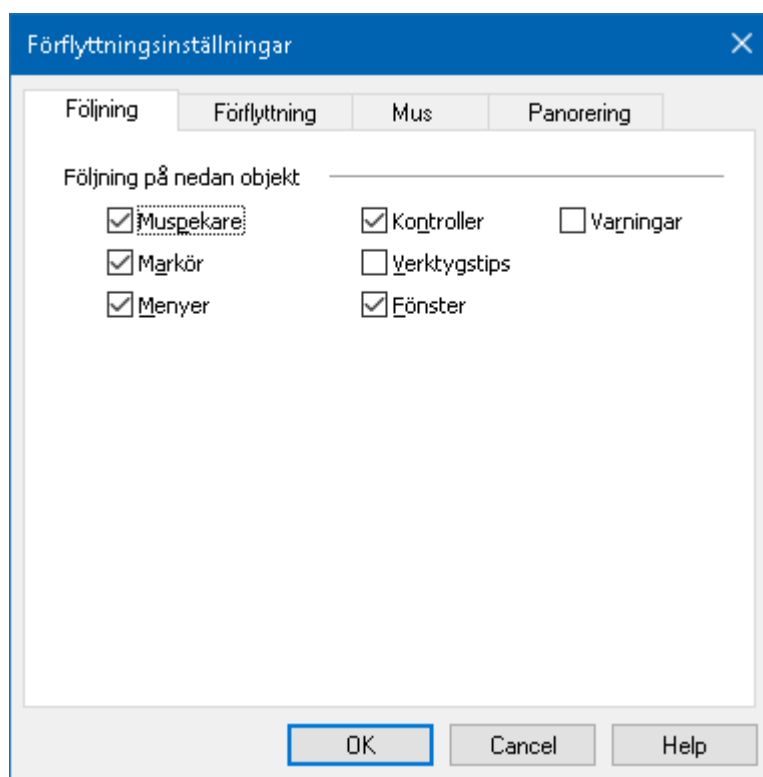 Förflyttningsinställningar
Följning Förflyttning Mus Panorering
Följning på nedan objekt
Muspekare Kontroller Varningar
Markör Verktygstips
Menyer Fönster
OK Cancel Help